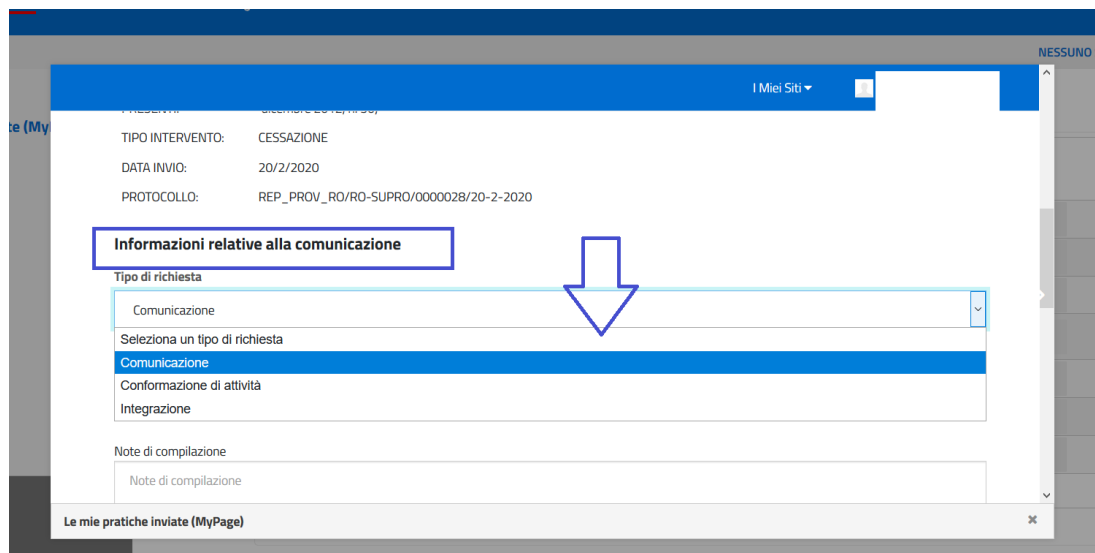 NESSUNO
I Miei Siti
te (My
TIPO INTERVENTO: CESSAZIONE
DATA INVIO: 20/2/2020
PROTOCOLLO: REP_PROV_RO/RO-SUPRO/0000028/20-2-2020
Informazioni relative alla comunicazione
Tipo di richiesta
Comunicazione
Seleziona un tipo di richiesta
Comunicazione
Conformazione di attività
Integrazione
Note di compilazione
Note di compilazione
Le mie pratiche inviate (MyPage)